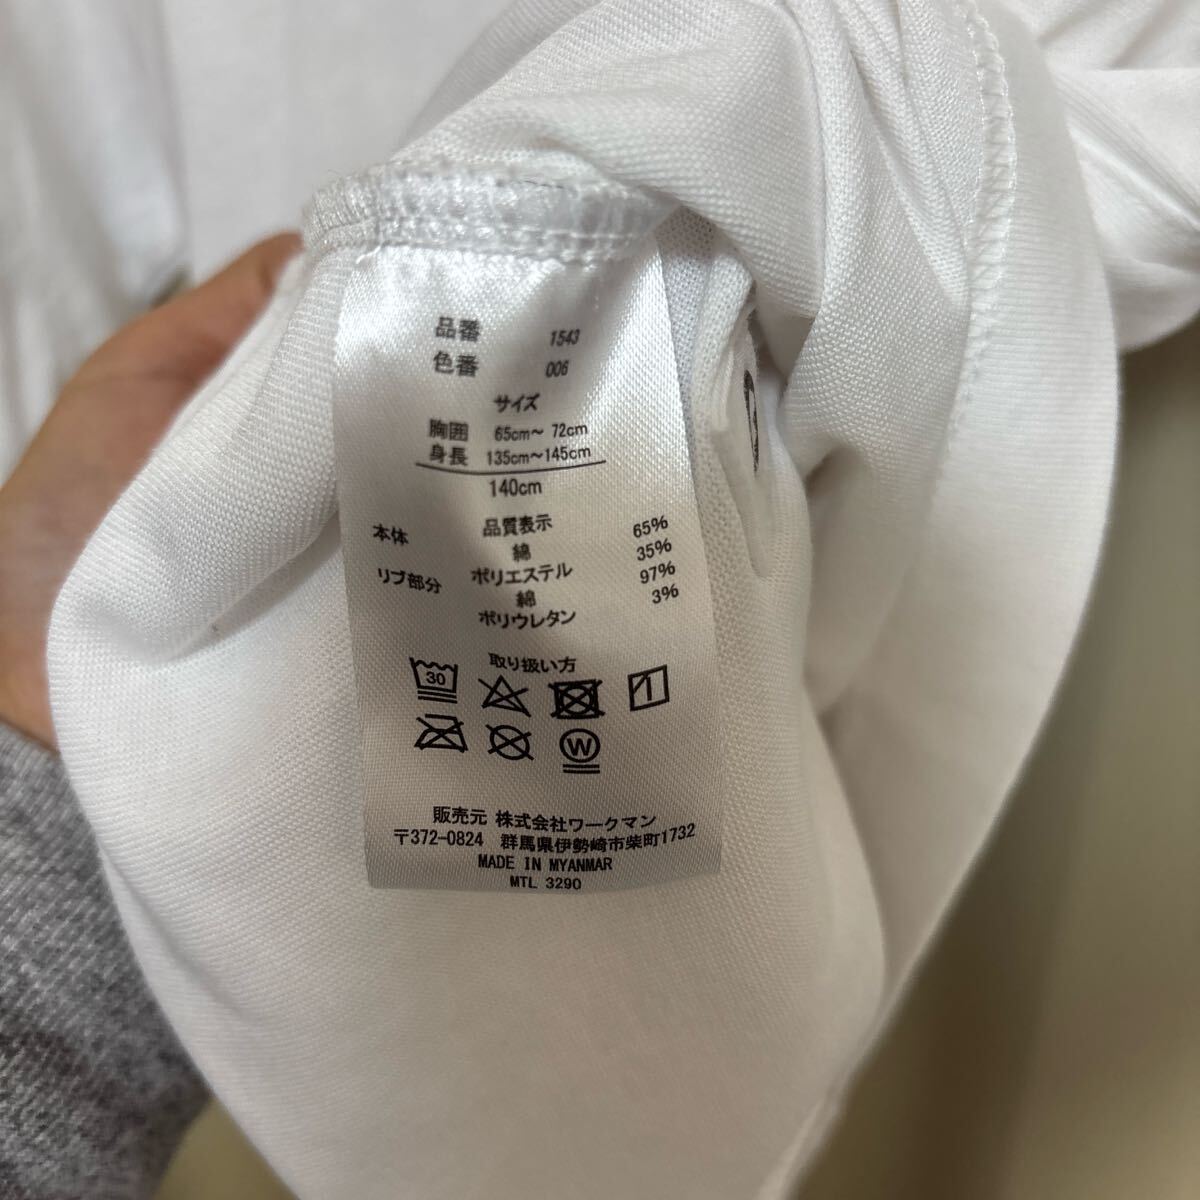 品番 1543
色番 006
サイズ
胸囲 65cm～ 72cm
身長 135cm～145cm
140cm
品質表示
本体 綿 65%
ポリエステル 35%
リブ部分 綿 97%
ポリウレタン 3%
取り扱い方
30
W
販売元 株式会社ワークマン
〒372-0824 群馬県伊勢崎市柴町1732
MADE IN MYANMAR
MTL 3290